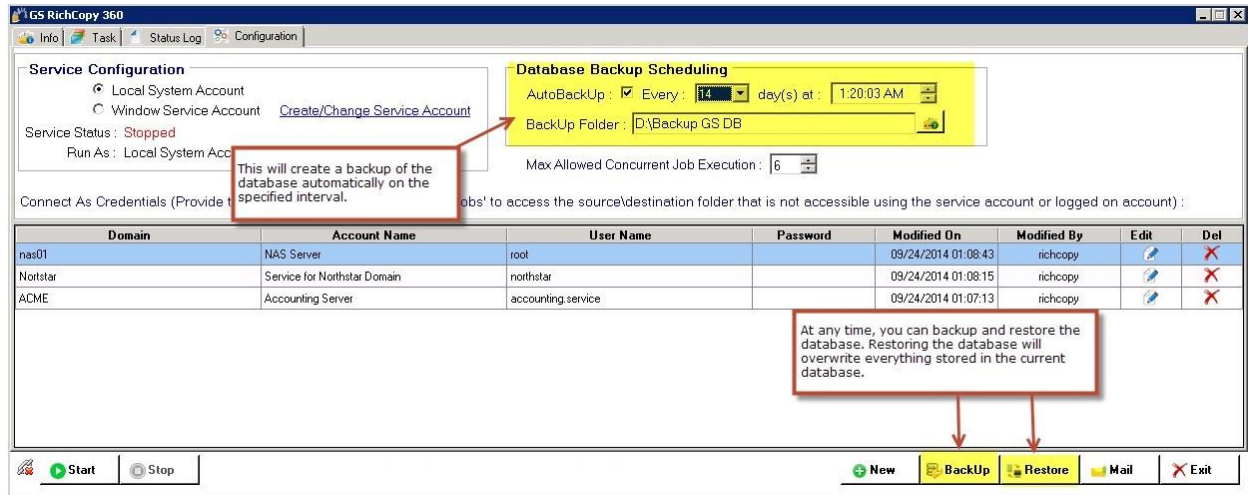 GS RichCopy 360
Info Task Status Log Configuration
Service Configuration
Local System Account
Window Service Account Create/Change Service Account
Service Status : Stopped
Run As : Local System Acc
Database Backup Scheduling
AutoBackUp : Every : 14 day(s) at : 1:20:03 AM
BackUp Folder : D:\Backup GS DB
Max Allowed Concurrent Job Execution : 6
This will create a backup of the
database automatically on the
specified interval.
Connect As Credentials (Provide t obs' to access the source\destination folder that is not accessible using the service account or logged on account) :
Domain Account Name User Name Password Modified On Modified By Edit Del
nas01 NAS Server root 09/24/2014 01:08:43 richcopy
Nortstar Service for Northstar Domain northstar 09/24/2014 01:08:15 richcopy
ACME Accounting Server accounting.service 09/24/2014 01:07:13 richcopy
At any time, you can backup and restore the
database. Restoring the database will
overwrite everything stored in the current
database.
Start Stop New BackUp Restore Mail Exit